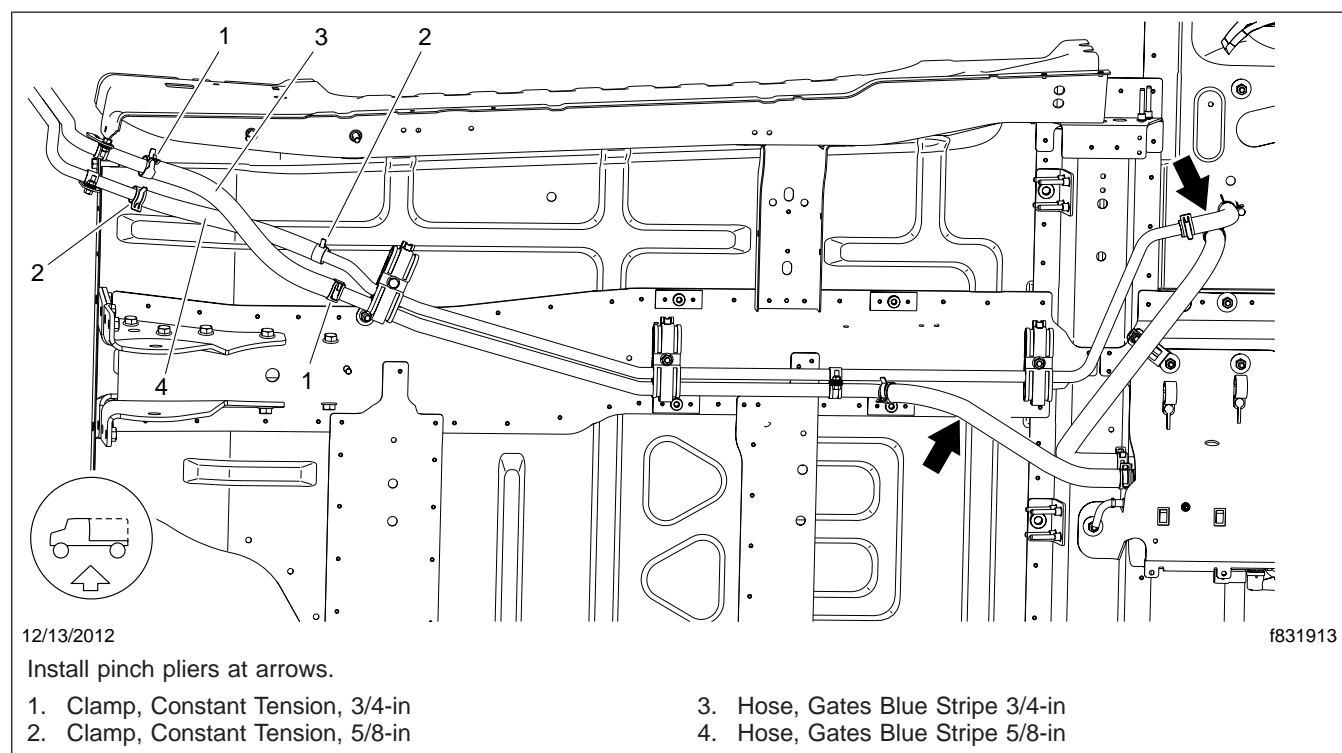 1
3
2
2
4
1
12/13/2012
f831913
Install pinch pliers at arrows.
1. Clamp, Constant Tension, 3/4-in
2. Clamp, Constant Tension, 5/8-in
3. Hose, Gates Blue Stripe 3/4-in
4. Hose, Gates Blue Stripe 5/8-in